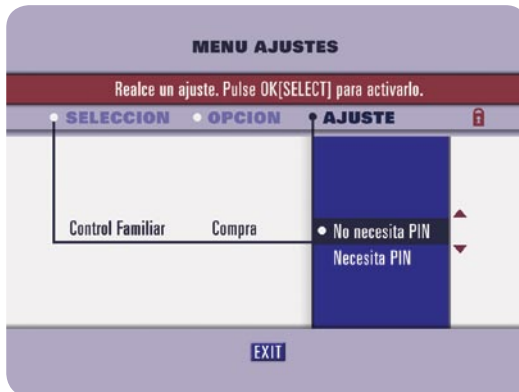 MENU AJUSTES
Realce un ajuste. Pulse OK[SELECT] para activarlo.
SELECCION OPCION AJUSTE
Control Familiar Compra No necesita PIN
Necesita PIN
EXIT